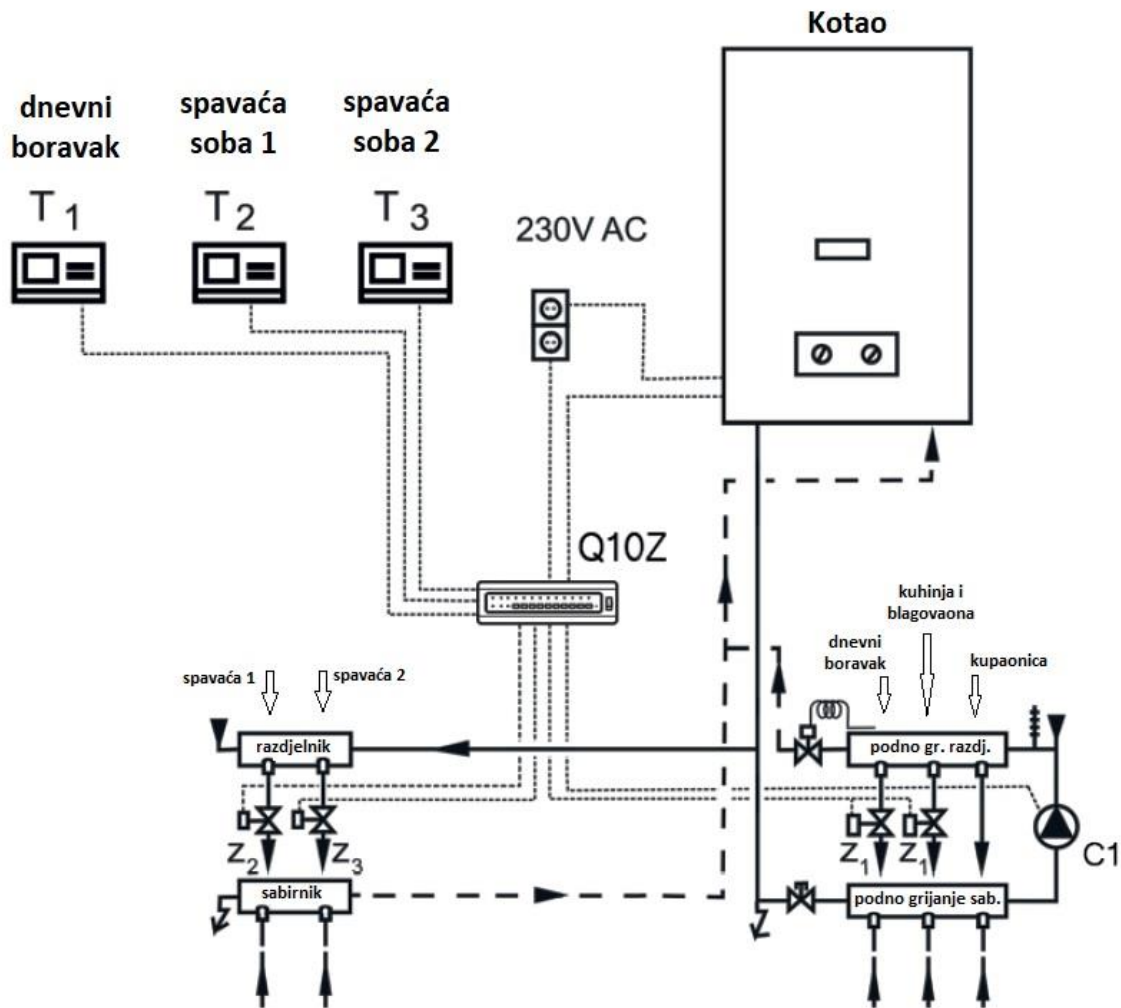 Kotao
dnevni
boravak
spavaća
soba 1
spavaća
soba 2
T1
T2
T3
230V AC
Q10Z
kuhinja i
blagovaona
dnevni
boravak
kupaonica
spavaća 1
spavaća 2
razdjelnik
podno gr. razdj.
Z2
Z3
Z1
Z1
C1
sabirnik
podno grijanje sab.